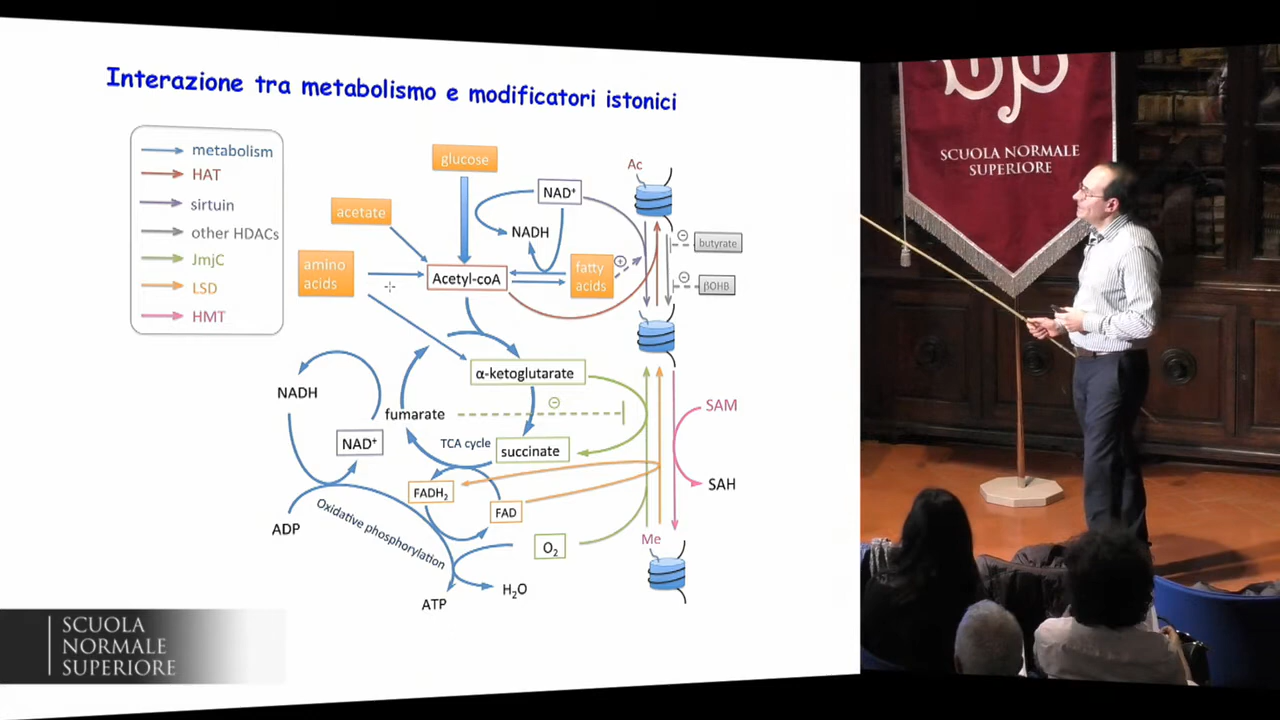 Interazione tra metabolismo e modificatori istonici
metabolism
HAT
sirtuin
other HDACs
JmjC
LSD
HMT
glucose
acetate
amino
acids
NAD⁺
NADH
Acetyl-coA
fatty
acids
Ac
butyrate
βOHB
α-ketoglutarate
fumarate
TCA cycle
succinate
NADH
NAD⁺
FADH₂
FAD
ADP
Oxidative phosphorylation
O₂
H₂O
ATP
SAM
SAH
Me
SCUOLA
NORMALE
SUPERIORE
SCUOLA NORMALE
SUPERIORE